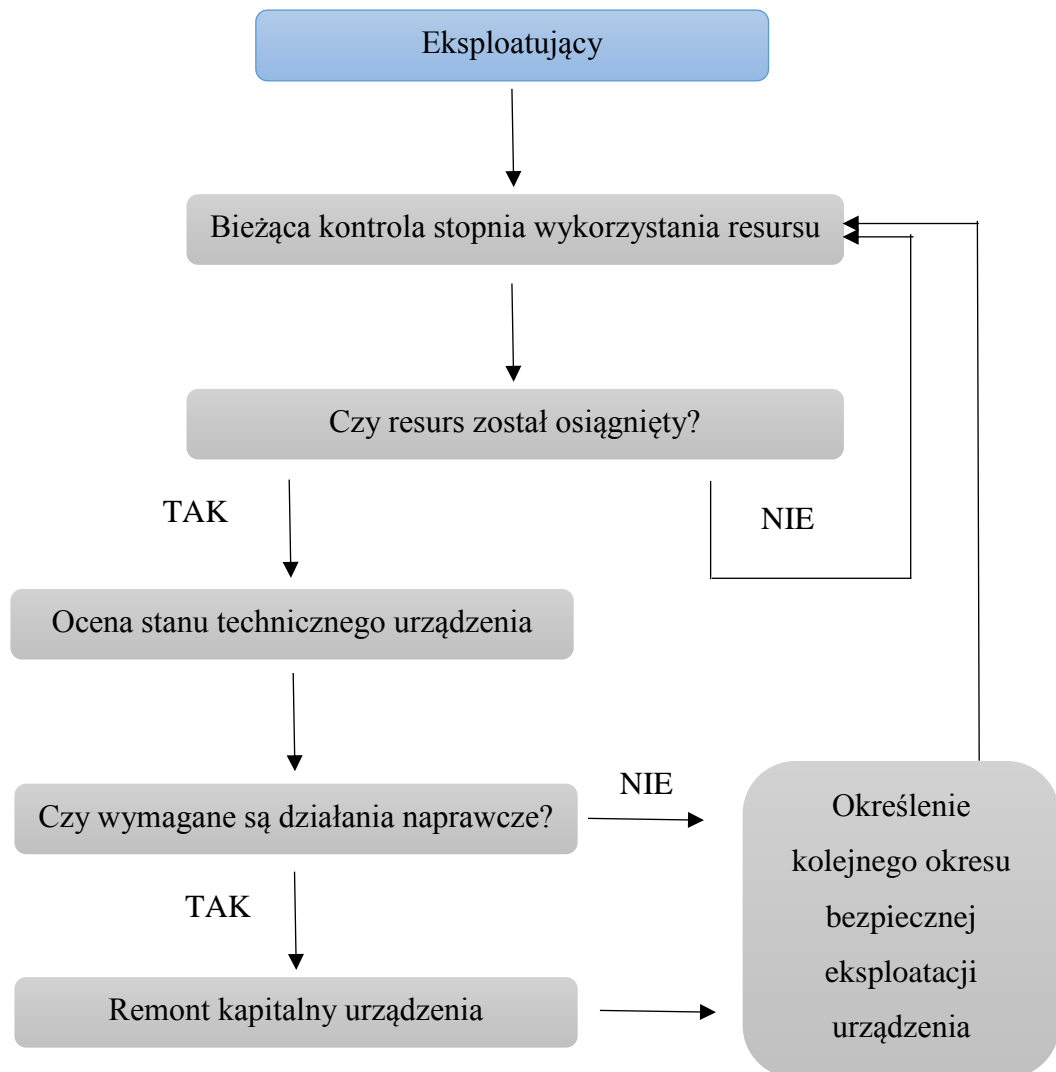 Eksploatujący
Bieżąca kontrola stopnia wykorzystania resursu
Czy resurs został osiągnięty?
TAK
NIE
Ocena stanu technicznego urządzenia
Czy wymagane są działania naprawcze?
NIE
TAK
Remont kapitalny urządzenia
Określenie
kolejnego okresu
bezpiecznej
eksploatacji
urządzenia